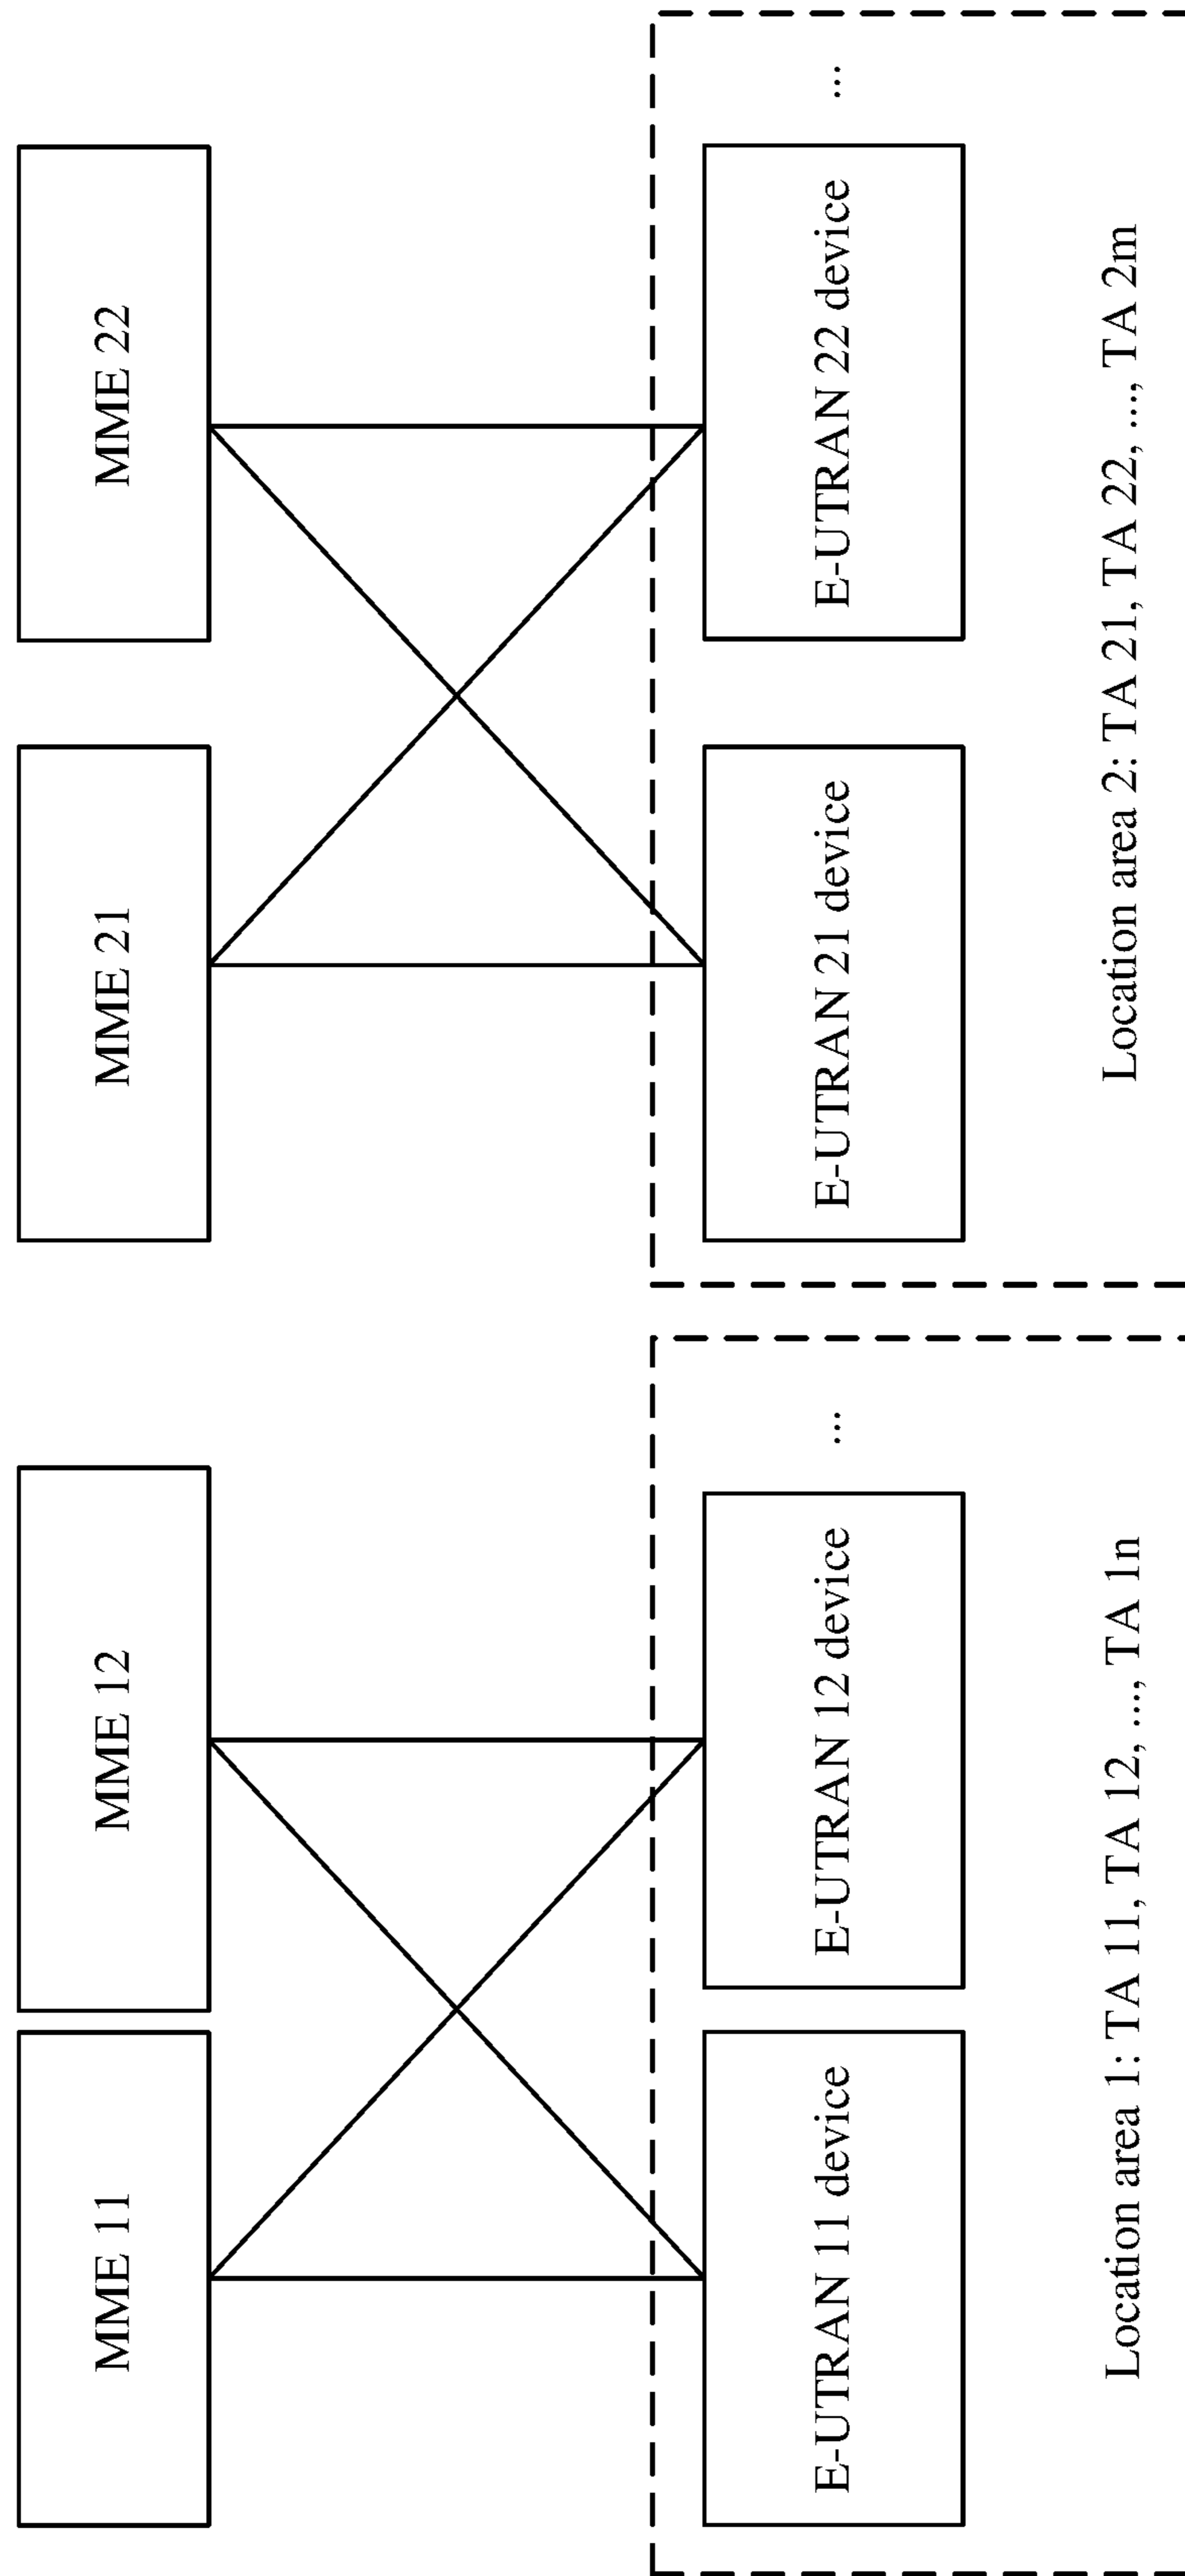 MME 11
MME 12
MME 21
MME 22
E-UTRAN 11 device
E-UTRAN 12 device
...
E-UTRAN 21 device
E-UTRAN 22 device
...
Location area 1: TA 11, TA 12, ..., TA 1n
Location area 2: TA 21, TA 22, ..., TA 2m